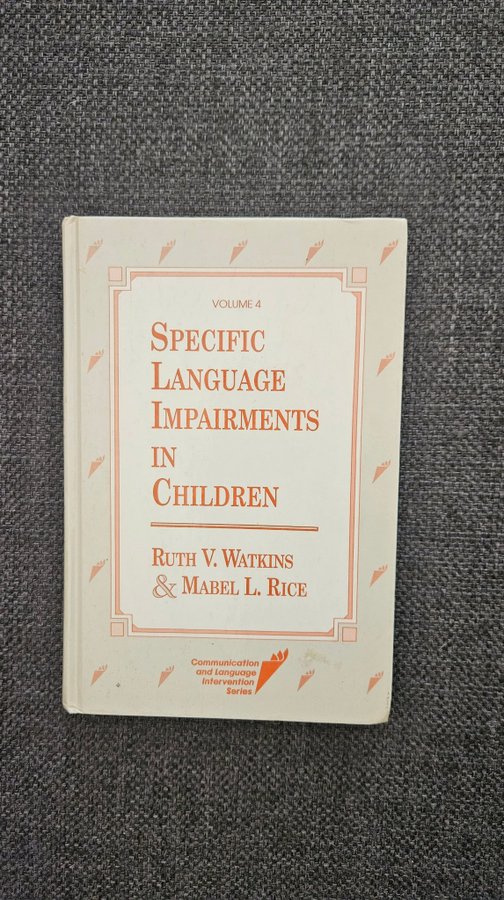 VOLUME 4
SPECIFIC
LANGUAGE
IMPAIRMENTS
IN
CHILDREN
RUTH V. WATKINS
& MABEL L. RICE
Communication
and Language
Intervention
Series